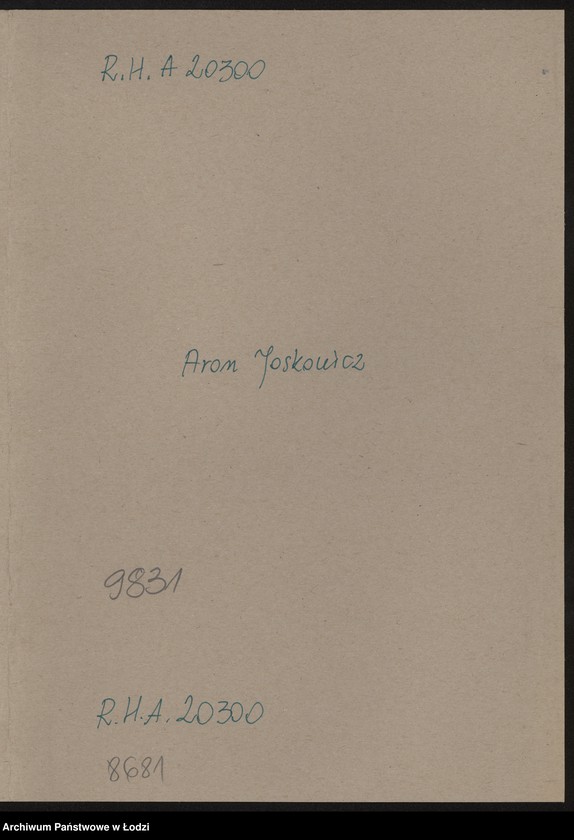 R.H. A 20300
Aron Joskowicz
9831
R.H.A. 20300
8681
Archiwum Państwowe w Łodzi